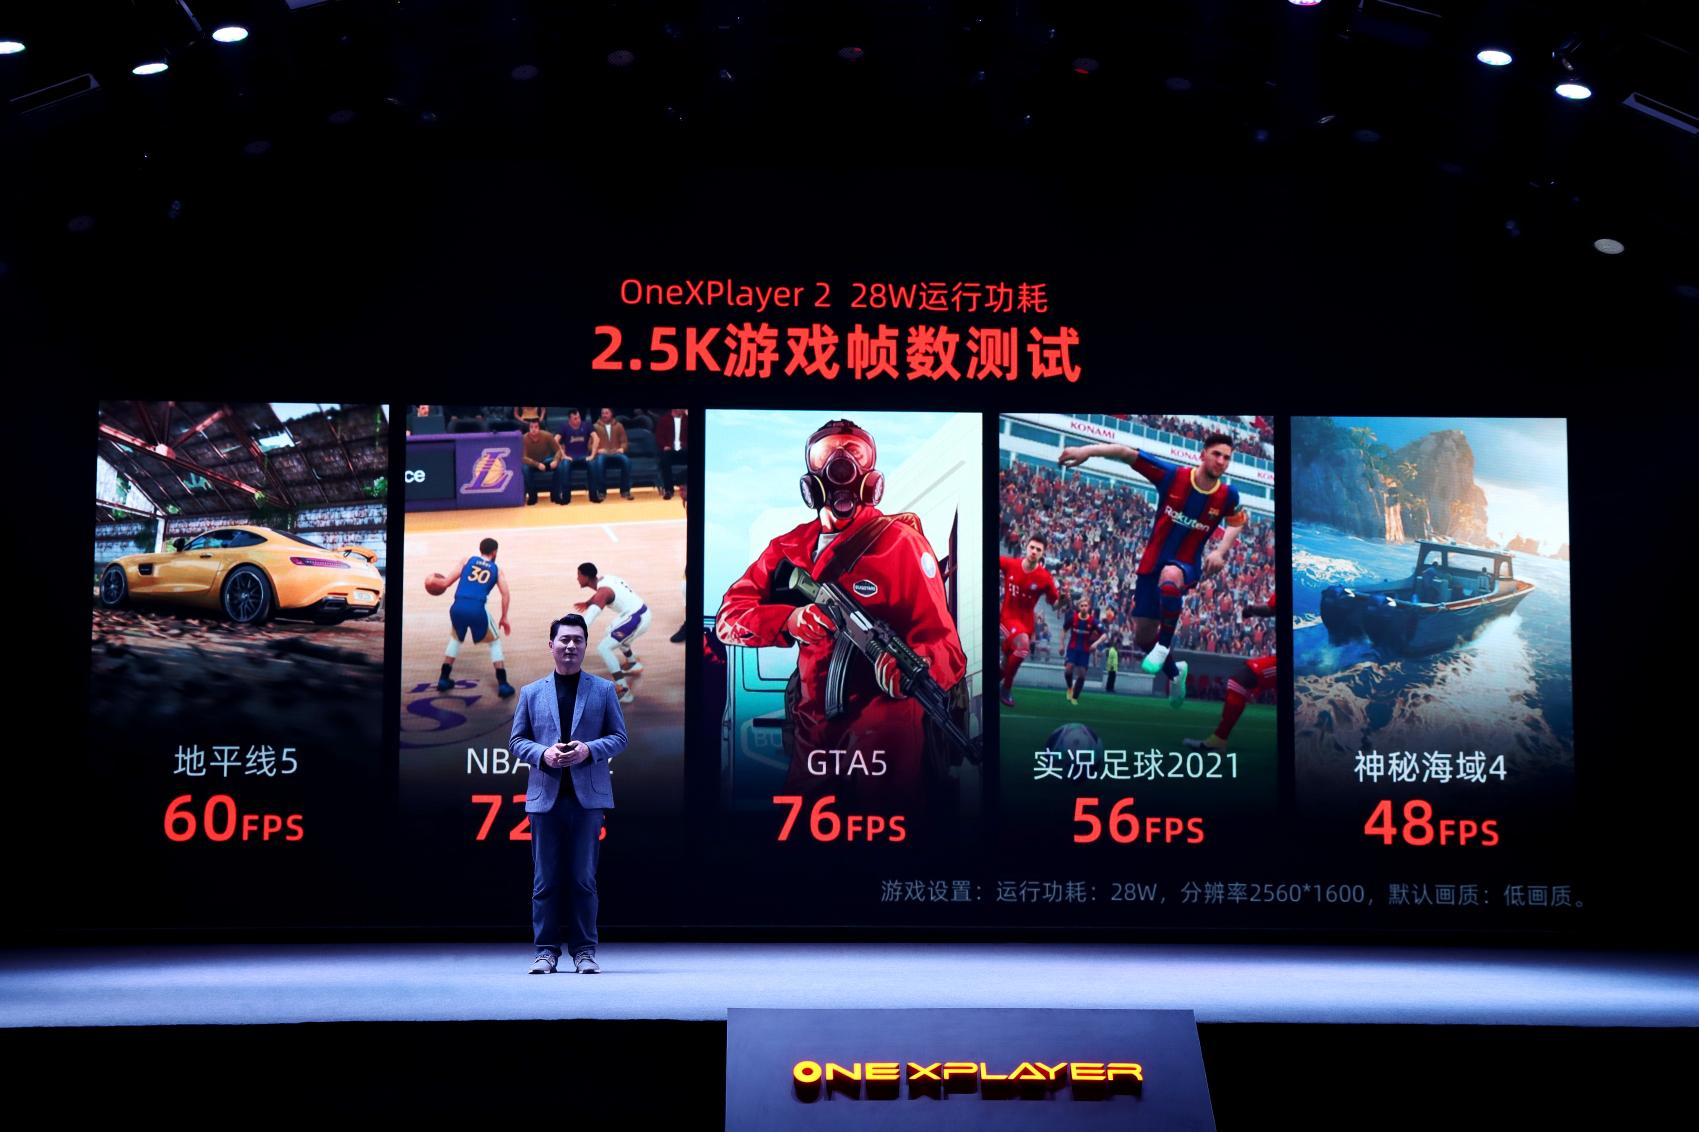 OneXPlayer 2 28W运行功耗
2.5K游戏帧数测试
ce
L
30
KONAMI
KONAMI
Rakuten
地平线5
60FPS
NBA
72
GTA5
76FPS
实况足球2021
56FPS
神秘海域4
48FPS
游戏设置：运行功耗：28W，分辨率2560*1600，默认画质：低画质。
ONEXPLAYER